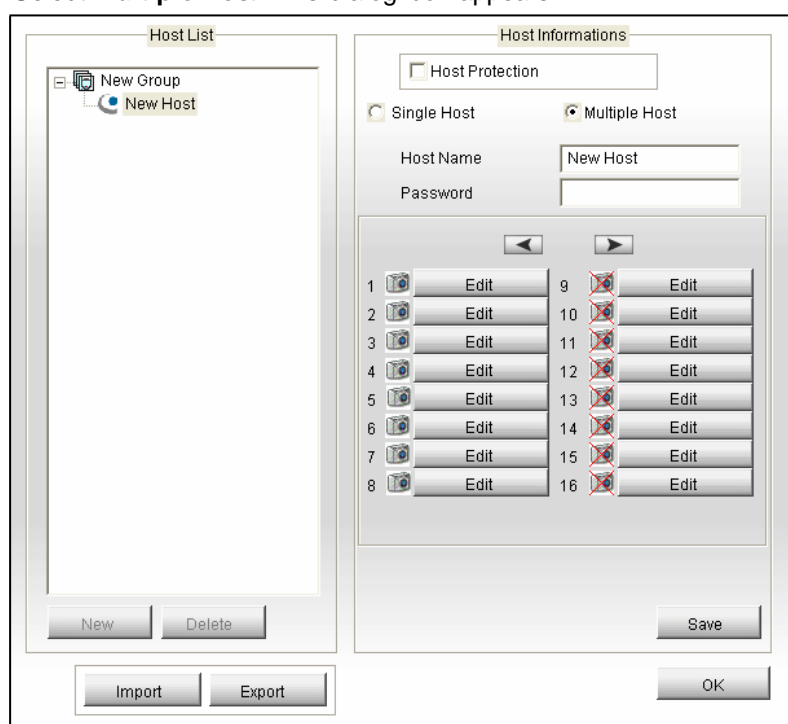 Host List
New Group
New Host
New
Delete
Import
Export
Host Informations
Host Protection
Single Host
Multiple Host
Host Name
New Host
Password
1 Edit 9 Edit
2 Edit 10 Edit
3 Edit 11 Edit
4 Edit 12 Edit
5 Edit 13 Edit
6 Edit 14 Edit
7 Edit 15 Edit
8 Edit 16 Edit
Save
OK